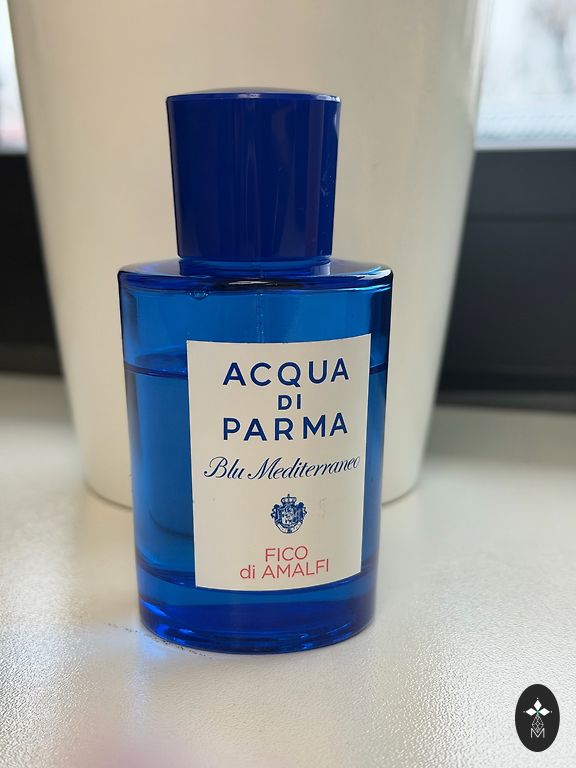 ACQUA
DI
PARMA
Blu Mediterraneo
FICO
di AMALFI
M